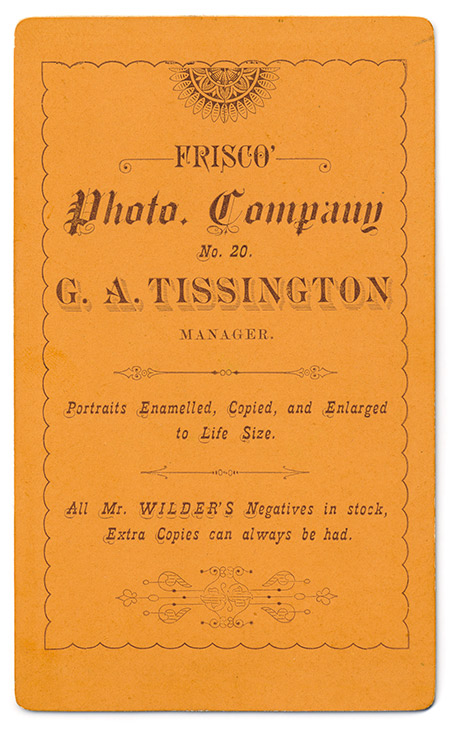 FRISCO'
Photo. Company
No. 20.
G. A. TISSINGTON
MANAGER.
Portraits Enamelled, Copied, and Enlarged
to Life Size.
All Mr. WILDER'S Negatives in stock,
Extra Copies can always be had.